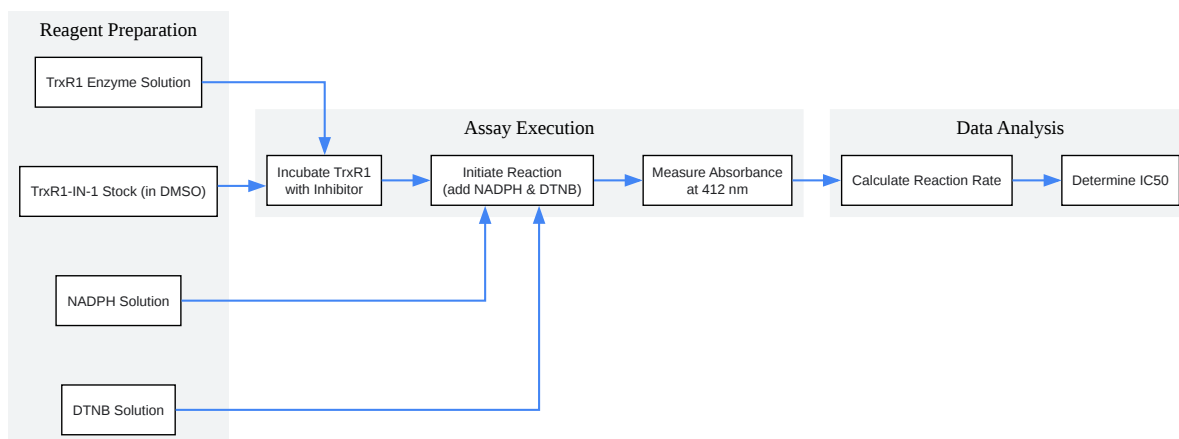 Reagent Preparation
TrxR1 Enzyme Solution
TrxR1-IN-1 Stock (in DMSO)
NADPH Solution
DTNB Solution
Assay Execution
Incubate TrxR1
with Inhibitor
Initiate Reaction
(add NADPH & DTNB)
Measure Absorbance
at 412 nm
Data Analysis
Calculate Reaction Rate
Determine IC50